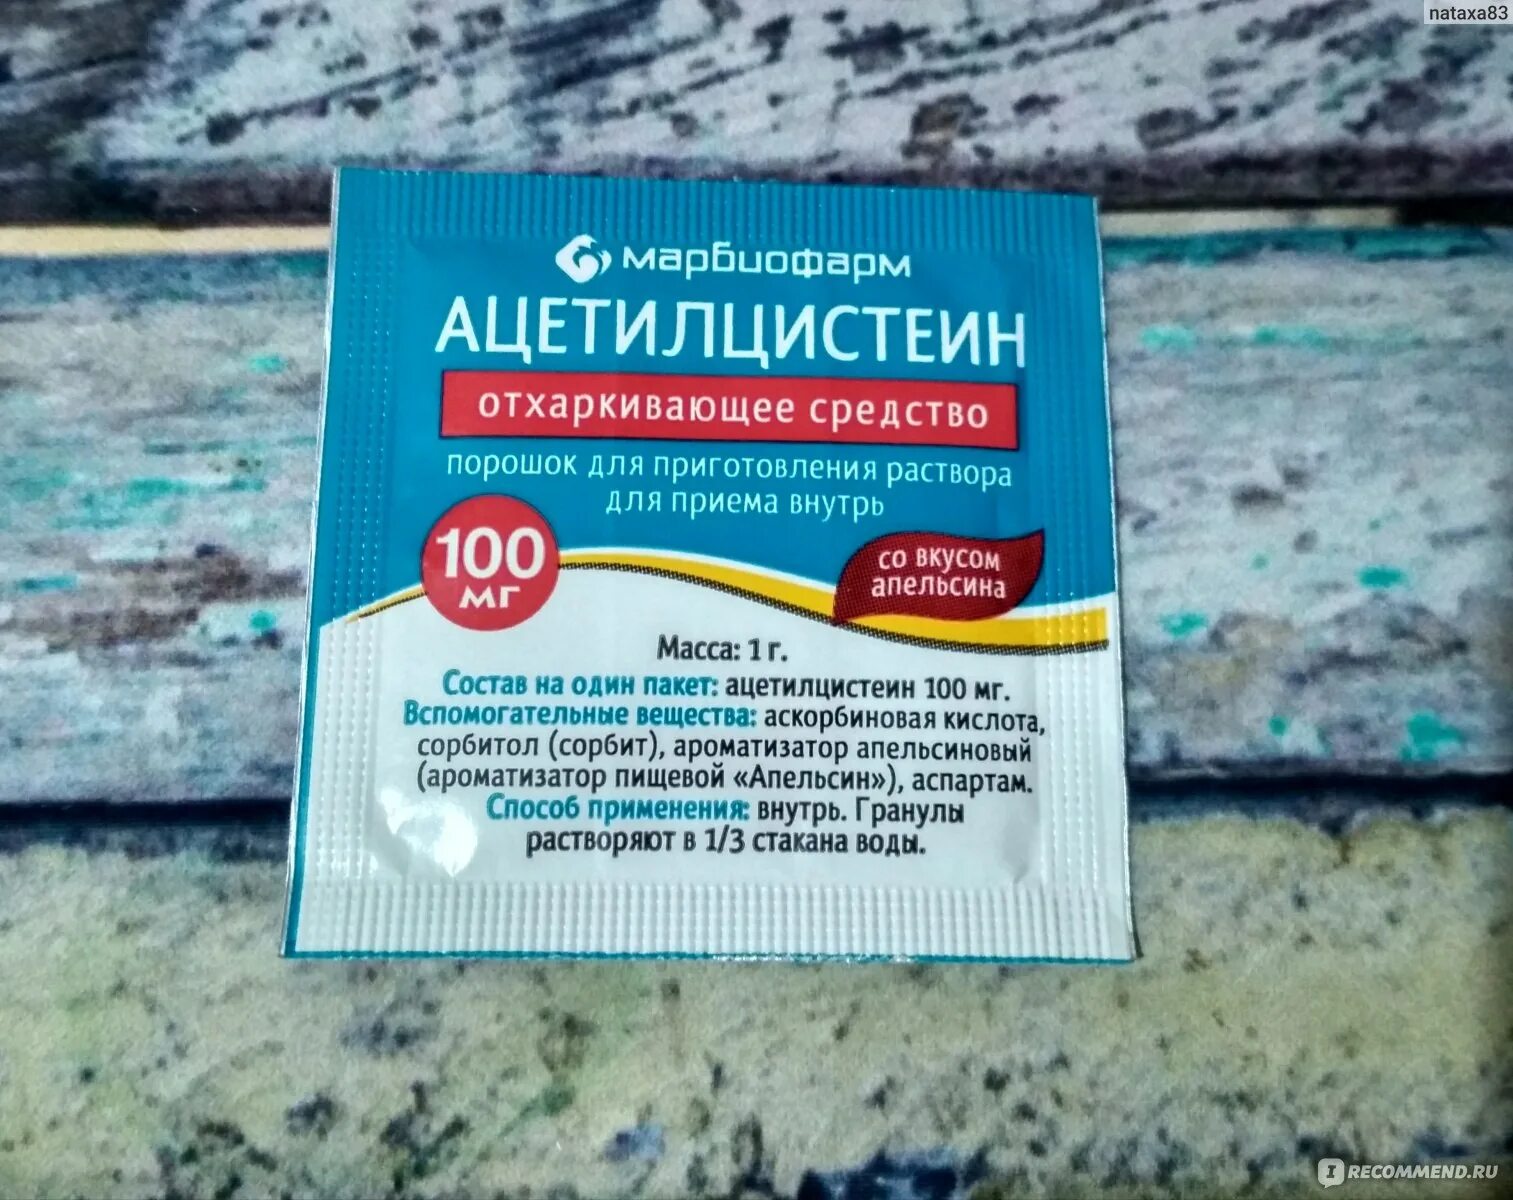 nataxa83
марбиофарм
АЦЕТИЛЦИСТЕИН
отхаркивающее средство
порошок для приготовления раствора
для приема внутрь
100
мг
со вкусом
апельсина
Масса: 1 г.
Состав на один пакет: ацетилцистеин 100 мг.
Вспомогательные вещества: аскорбиновая кислота,
сорбитол (сорбит), ароматизатор апельсиновый
(ароматизатор пищевой «Апельсин»), аспартам.
Способ применения: внутрь. Гранулы
растворяют в 1/3 стакана воды.
IRECOMMEND.RU